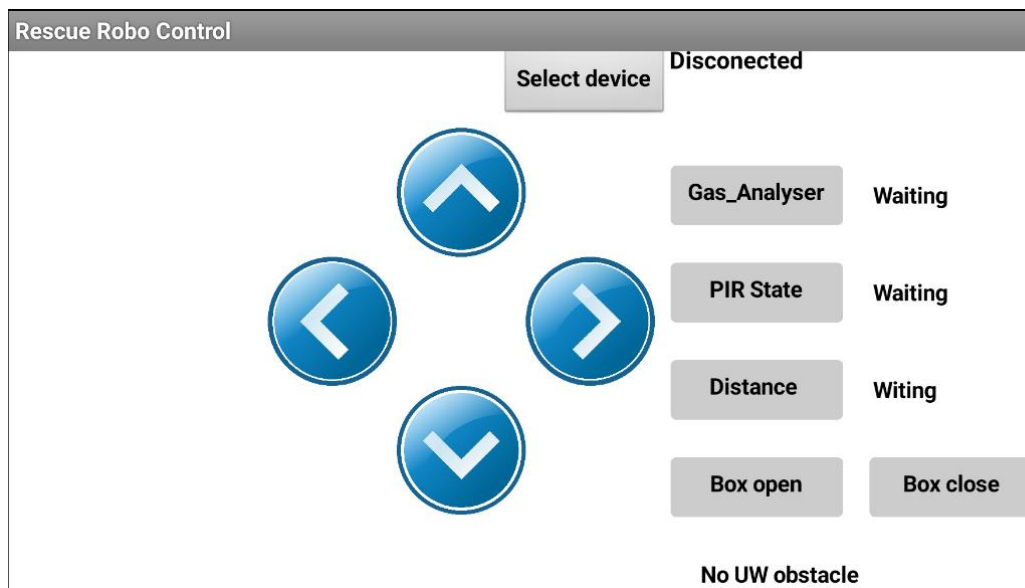 Rescue Robo Control
Select device
Disconected
Gas_Analyser
Waiting
PIR State
Waiting
Distance
Witing
Box open
Box close
No UW obstacle